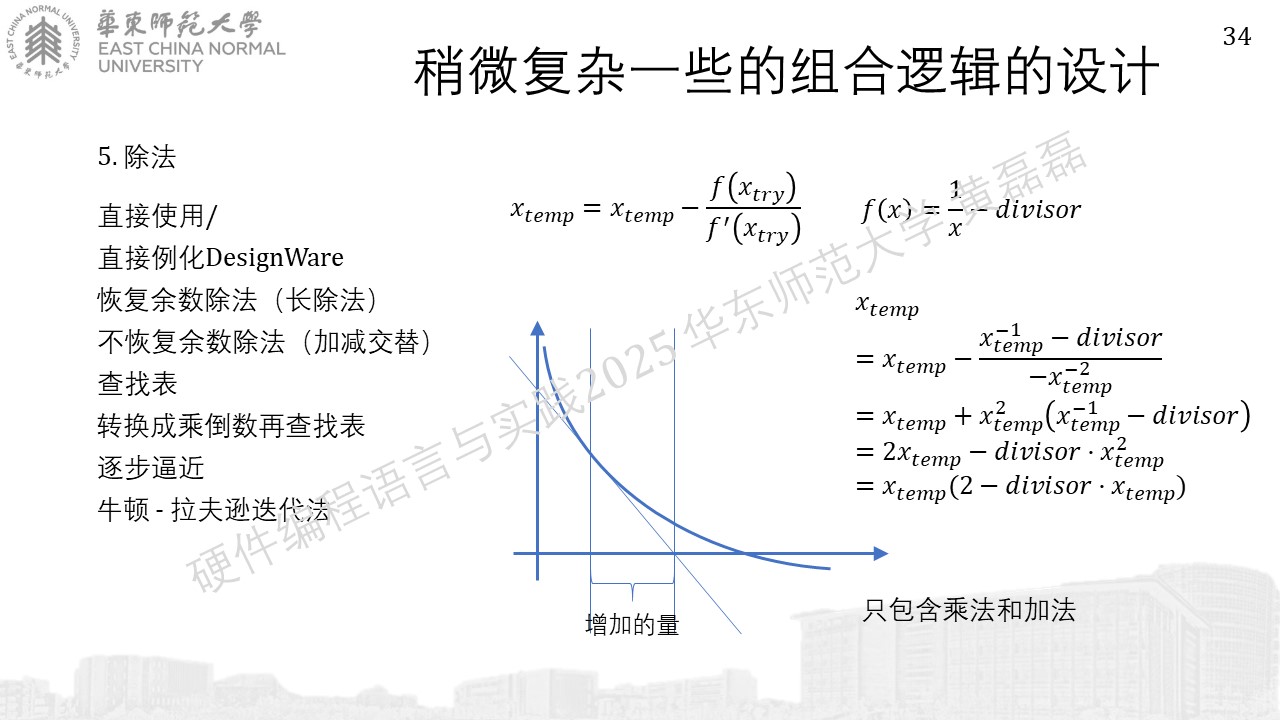 華東師範大學
EAST CHINA NORMAL
UNIVERSITY
EAST CHINA NORMAL UNIVERSITY
華東師范大学
34
稍微复杂一些的组合逻辑的设计
5. 除法
直接使用/
直接例化DesignWare
恢复余数除法（长除法）
不恢复余数除法（加减交替）
查找表
转换成乘倒数再查找表
逐步逼近
牛顿 - 拉夫逊迭代法
x_{temp} = x_{temp} - \frac{f(x_{try})}{f'(x_{try})}
f(x) = \frac{1}{x} - divisor
x_{temp}
= x_{temp} - \frac{x_{temp}^{-1} - divisor}{-x_{temp}^{-2}}
= x_{temp} + x_{temp}^{2}(x_{temp}^{-1} - divisor)
= 2x_{temp} - divisor · x_{temp}^{2}
= x_{temp}(2 - divisor · x_{temp})
增加的量
只包含乘法和加法
硬件编程语言与实践2025 华东师范大学 黄磊磊